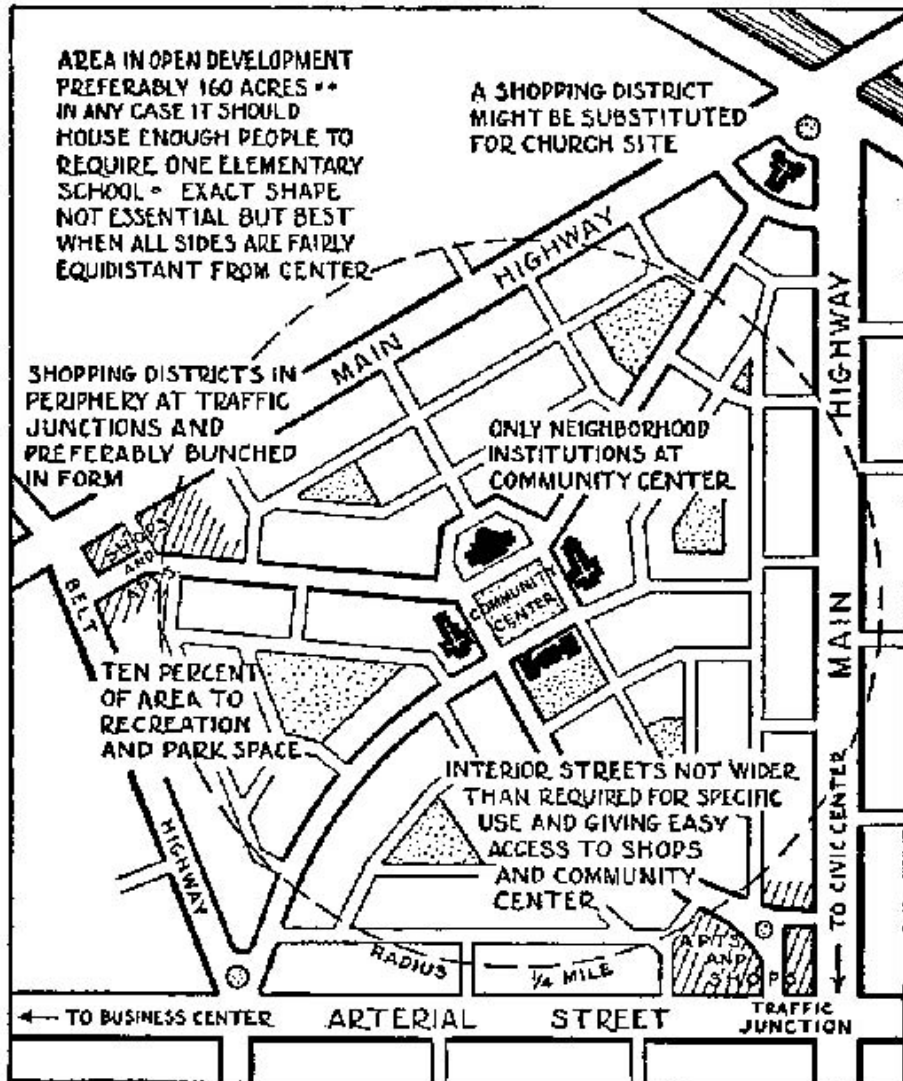 AREA IN OPEN DEVELOPMENT
PREFERABLY 160 ACRES **
IN ANY CASE IT SHOULD
HOUSE ENOUGH PEOPLE TO
REQUIRE ONE ELEMENTARY
SCHOOL * EXACT SHAPE
NOT ESSENTIAL BUT BEST
WHEN ALL SIDES ARE FAIRLY
EQUIDISTANT FROM CENTER
A SHOPPING DISTRICT
MIGHT BE SUBSTITUTED
FOR CHURCH SITE
MAIN HIGHWAY
SHOPPING DISTRICTS IN
PERIPHERY AT TRAFFIC
JUNCTIONS AND
PREFERABLY BUNCHED
IN FORM
ONLY NEIGHBORHOOD
INSTITUTIONS AT
COMMUNITY CENTER
MAIN HIGHWAY
SHOPS
AND
APTS
COMMUNITY
CENTER
BELT HIGHWAY
TEN PERCENT
OF AREA TO
RECREATION
AND PARK SPACE
INTERIOR STREETS NOT WIDER
THAN REQUIRED FOR SPECIFIC
USE AND GIVING EASY
ACCESS TO SHOPS
AND COMMUNITY
CENTER
TO CIVIC CENTER
RADIUS 1/4 MILE
APTS
AND
SHOPS
TO BUSINESS CENTER
ARTERIAL STREET
TRAFFIC
JUNCTION